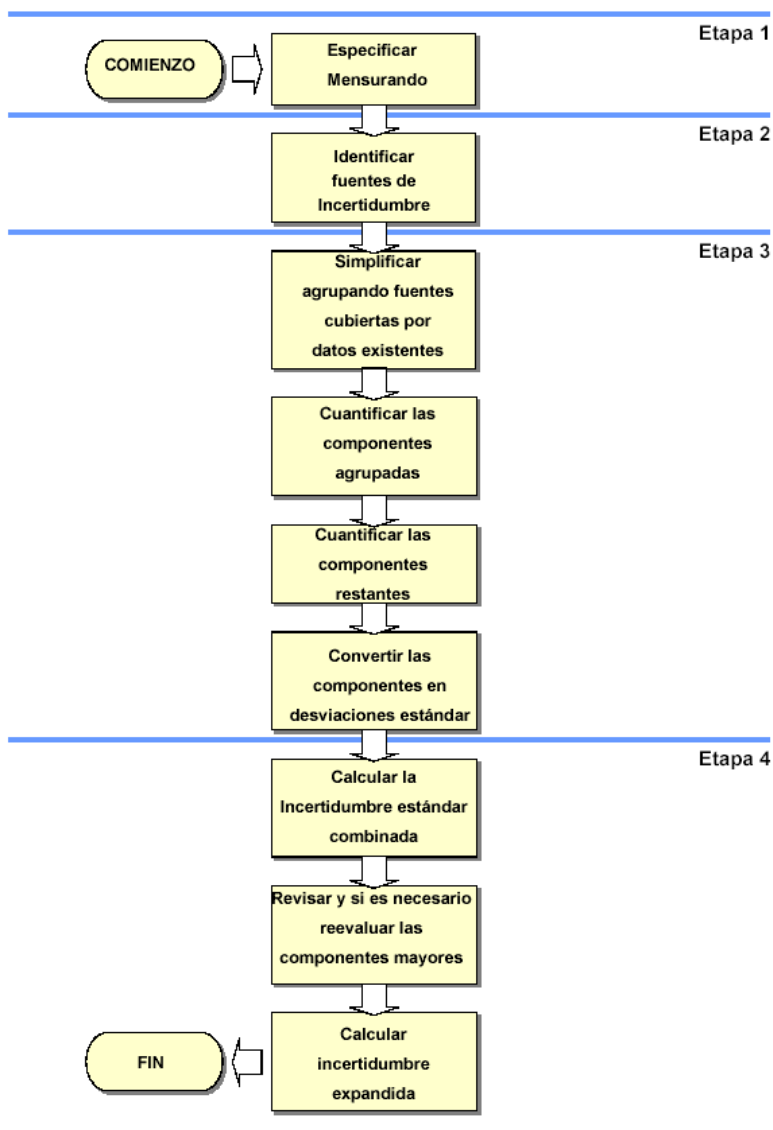 Etapa 1
COMIENZO
Especificar
Mensurando
Etapa 2
Identificar
fuentes de
Incertidumbre
Etapa 3
Simplificar
agrupando fuentes
cubiertas por
datos existentes
Cuantificar las
componentes
agrupadas
Cuantificar las
componentes
restantes
Convertir las
componentes en
desviaciones estándar
Etapa 4
Calcular la
Incertidumbre estándar
combinada
Revisar y si es necesario
reevaluar las
componentes mayores
Calcular
incertidumbre
expandida
FIN